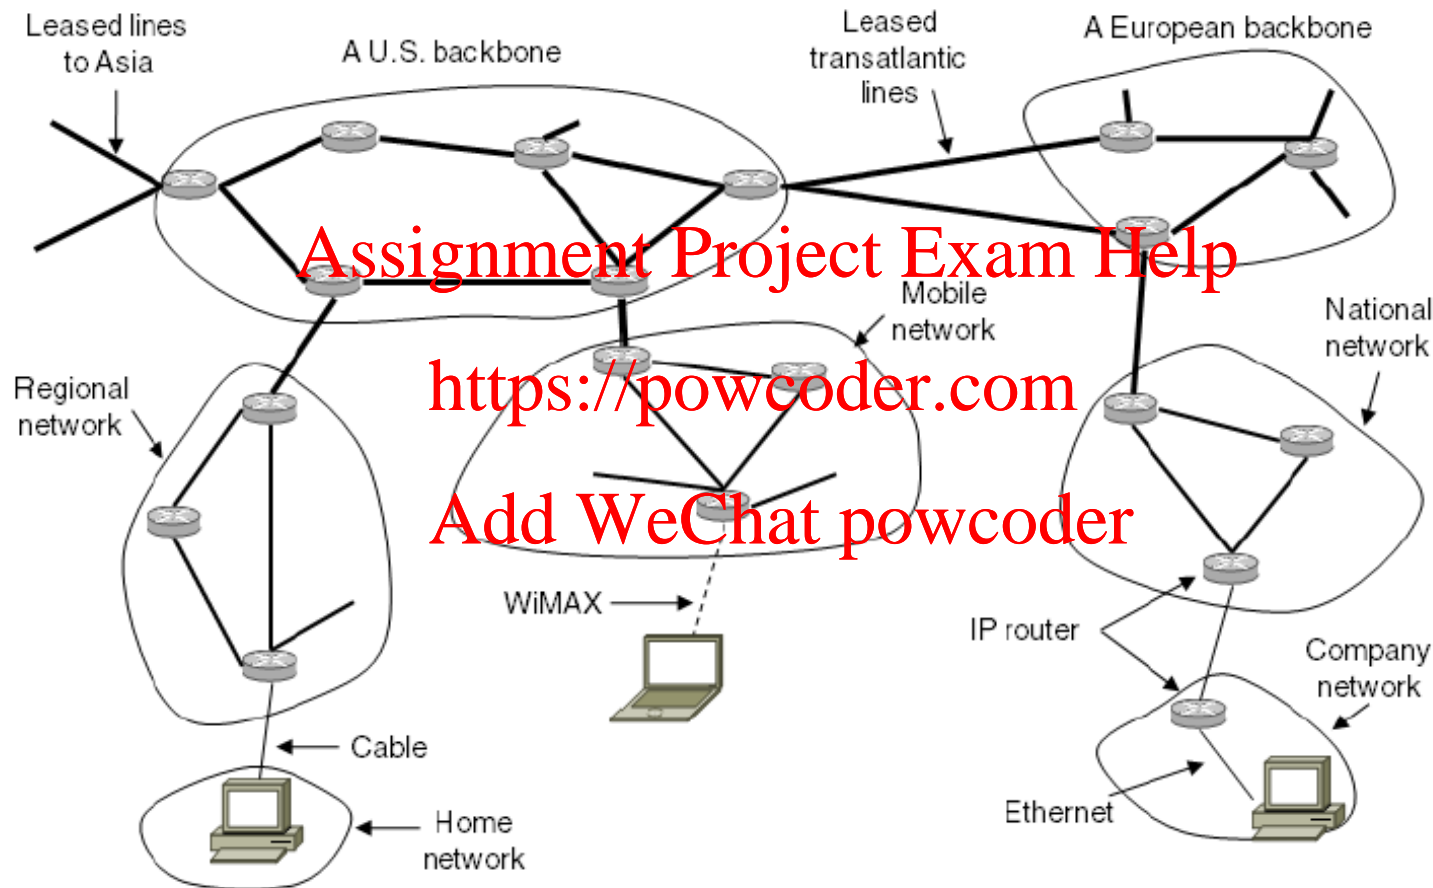 Leased lines
to Asia
A U.S. backbone
Leased
transatlantic
lines
A European backbone
Assignment Project Exam Help
Mobile
network
National
network
Regional
network
https://powcoder.com
Add WeChat powcoder
WiMAX
IP router
Company
network
Cable
Ethernet
Home
network